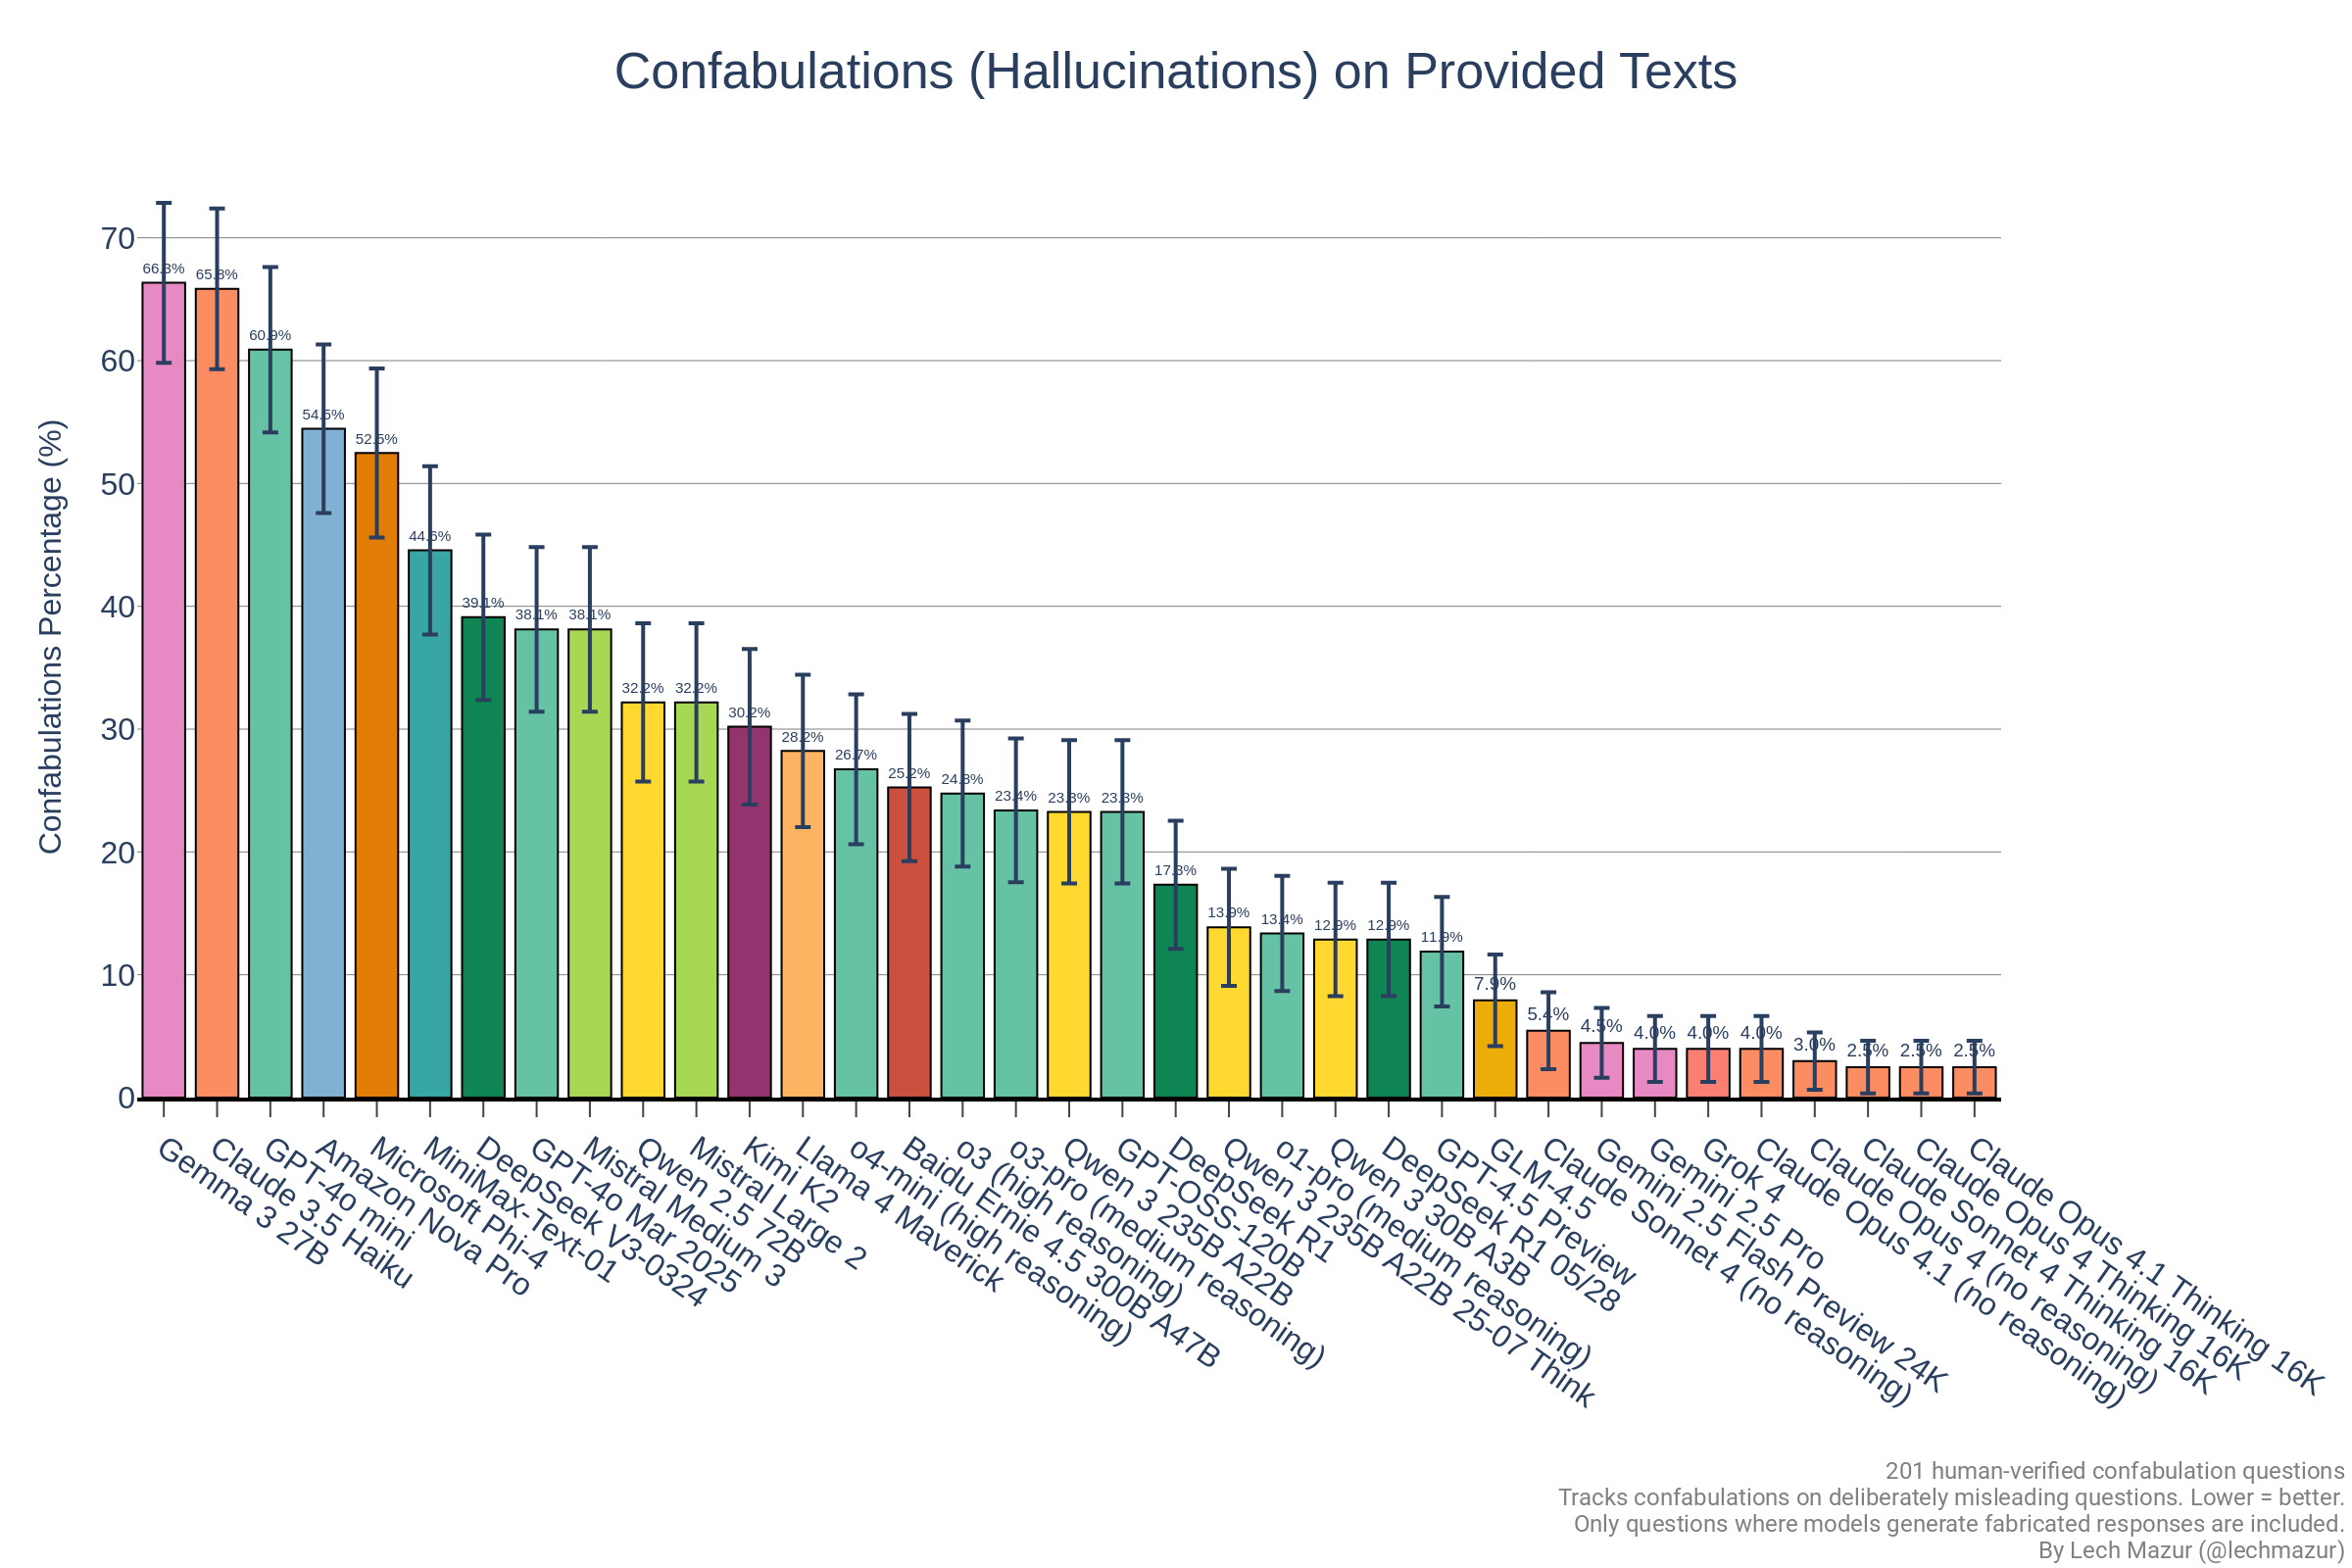 Confabulations (Hallucinations) on Provided Texts
Confabulations Percentage (%)
70
60
50
40
30
20
10
0
66.3%
65.8%
60.9%
54.5%
52.5%
44.6%
39.1%
38.1%
38.1%
32.2%
32.2%
30.2%
28.2%
26.7%
25.2%
24.8%
23.4%
23.3%
23.3%
17.3%
13.9%
13.4%
12.9%
12.9%
11.9%
7.9%
5.4%
4.5%
4.0%
4.0%
4.0%
3.0%
2.5%
2.5%
2.5%
Gemma 3 27B
Claude 3.5 Haiku
GPT-4o mini
Amazon Nova Pro
Microsoft Phi-4
MiniMax-Text-01
DeepSeek V3-0324
GPT-4o Mar 2025
Mistral Medium 3
Qwen 2.5 72B
Mistral Large 2
Kimi K2
Llama 4 Maverick
o4-mini (high reasoning)
Baidu Ernie 4.5 300B A47B
o3 (high reasoning)
o3-pro (medium reasoning)
Qwen 3 235B A22B
GPT-OSS-120B
DeepSeek R1
Qwen 3 235B A22B 25-07 Think
o1-pro (medium reasoning)
Qwen 3 30B A3B
DeepSeek R1 05/28
GPT-4.5 Preview
GLM-4.5
Claude Sonnet 4 (no reasoning)
Gemini 2.5 Flash Preview 24K
Gemini 2.5 Pro
Grok 4
Claude Opus 4.1 (no reasoning)
Claude Opus 4 (no reasoning)
Claude Sonnet 4 Thinking 16K
Claude Opus 4 Thinking 16K
Claude Opus 4.1 Thinking 16K
201 human-verified confabulation questions
Tracks confabulations on deliberately misleading questions. Lower = better.
Only questions where models generate fabricated responses are included.
By Lech Mazur (@lechmazur)